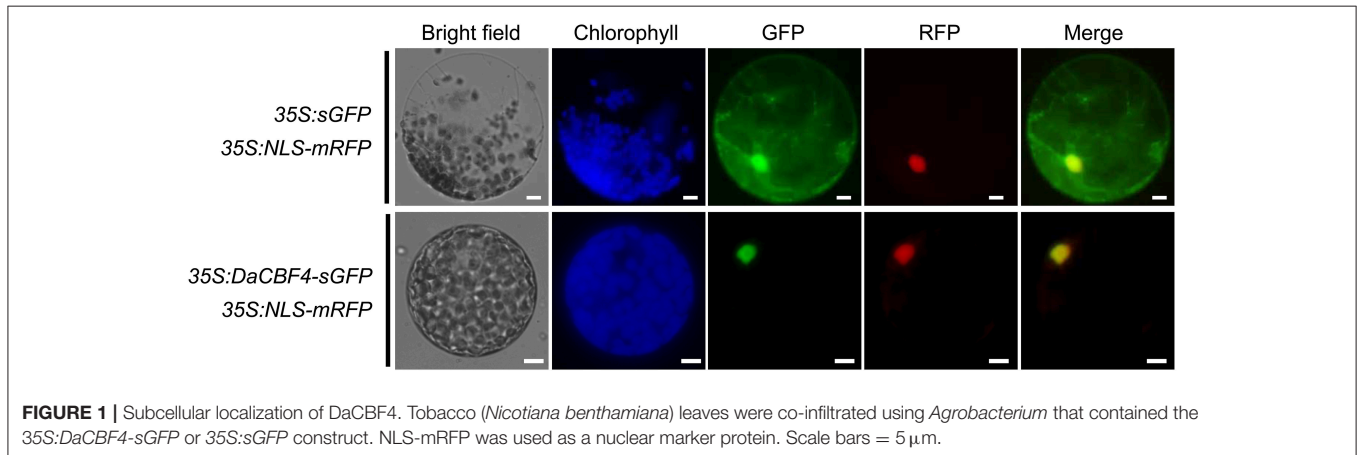 Bright field Chlorophyll GFP RFP Merge
35S:sGFP
35S:NLS-mRFP
35S:DaCBF4-sGFP
35S:NLS-mRFP
FIGURE 1 | Subcellular localization of DaCBF4. Tobacco (Nicotiana benthamiana) leaves were co-infiltrated using Agrobacterium that contained the
35S:DaCBF4-sGFP or 35S:sGFP construct. NLS-mRFP was used as a nuclear marker protein. Scale bars = 5 μm.